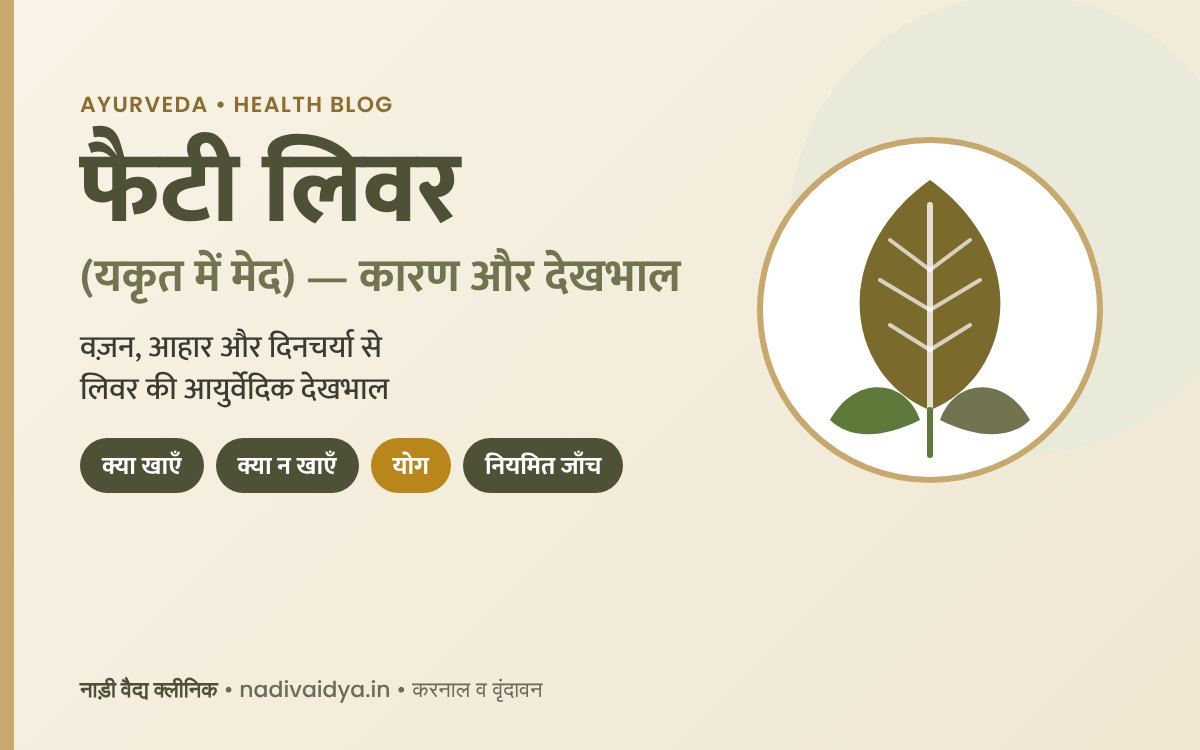 AYURVEDA • HEALTH BLOG
फैटी लिवर
(यकृत में मेद) — कारण और देखभाल
वज़न, आहार और दिनचर्या से
लिवर की आयुर्वेदिक देखभाल
क्या खाएँ क्या न खाएँ योग नियमित जाँच
नाड़ी वैद्य क्लीनिक • nadivaidya.in • करनाल व वृंदावन